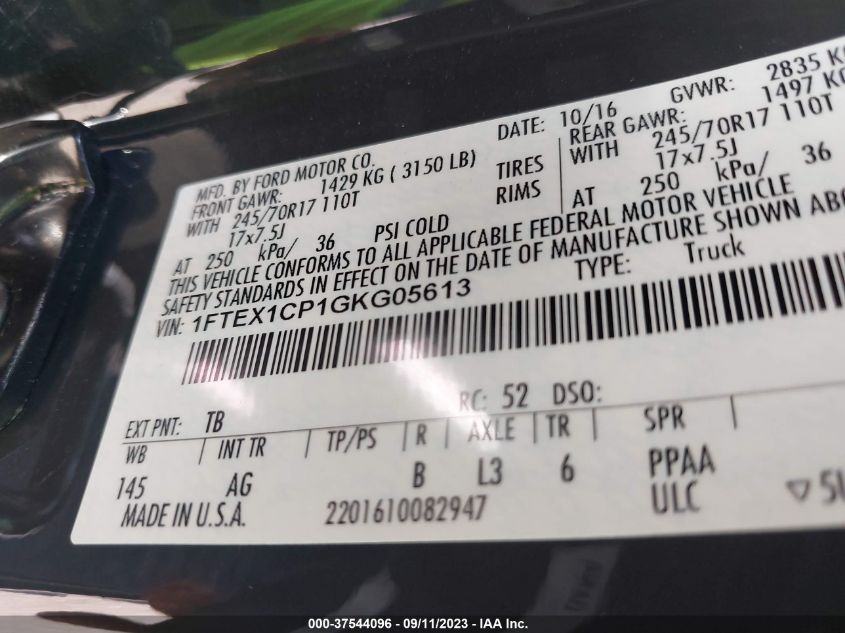 DATE: 10/16 GVWR: 2835 KG
MFD. BY FORD MOTOR CO.
FRONT GAWR: 1429 KG ( 3150 LB) REAR GAWR: 1497 KG
WITH 245/70R17 110T TIRES WITH 245/70R17 110T
17x7.5J RIMS 17x7.5J
AT 250 kPa/ 36 PSI COLD AT 250 kPa/ 36
THIS VEHICLE CONFORMS TO ALL APPLICABLE FEDERAL MOTOR VEHICLE
SAFETY STANDARDS IN EFFECT ON THE DATE OF MANUFACTURE SHOWN ABO
VIN: 1FTEX1CP1GKG05613 TYPE: Truck
RC: 52 DSO:
EXT PNT: TB
WB INT TR TP/PS R AXLE TR SPR
145 AG B L3 6 PPAA
MADE IN U.S.A. 2201610082947 ULC
000-37544096 - 09/11/2023 - IAA Inc.